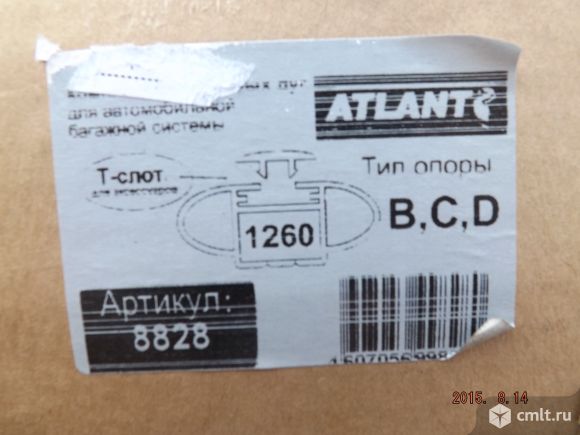 для автомобильной
багажной системы
ATLANT
Т-слот
для аксессуаров
Тип опоры
B,C,D
1260
Артикул:
8828
2015. 8.14
cmlt.ru